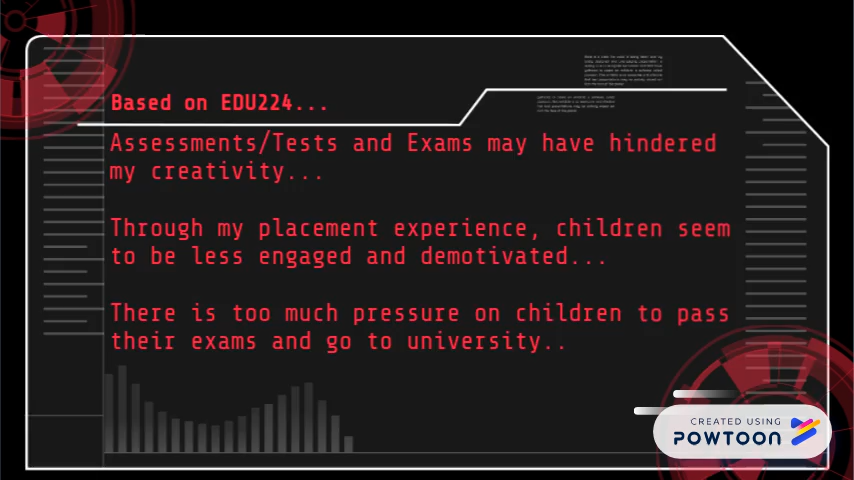 Based on EDU224...
Assessments/Tests and Exams may have hindered
my creativity...
Through my placement experience, children seem
to be less engaged and demotivated...
There is too much pressure on children to pass
their exams and go to university..
CREATED USING
POWTOON